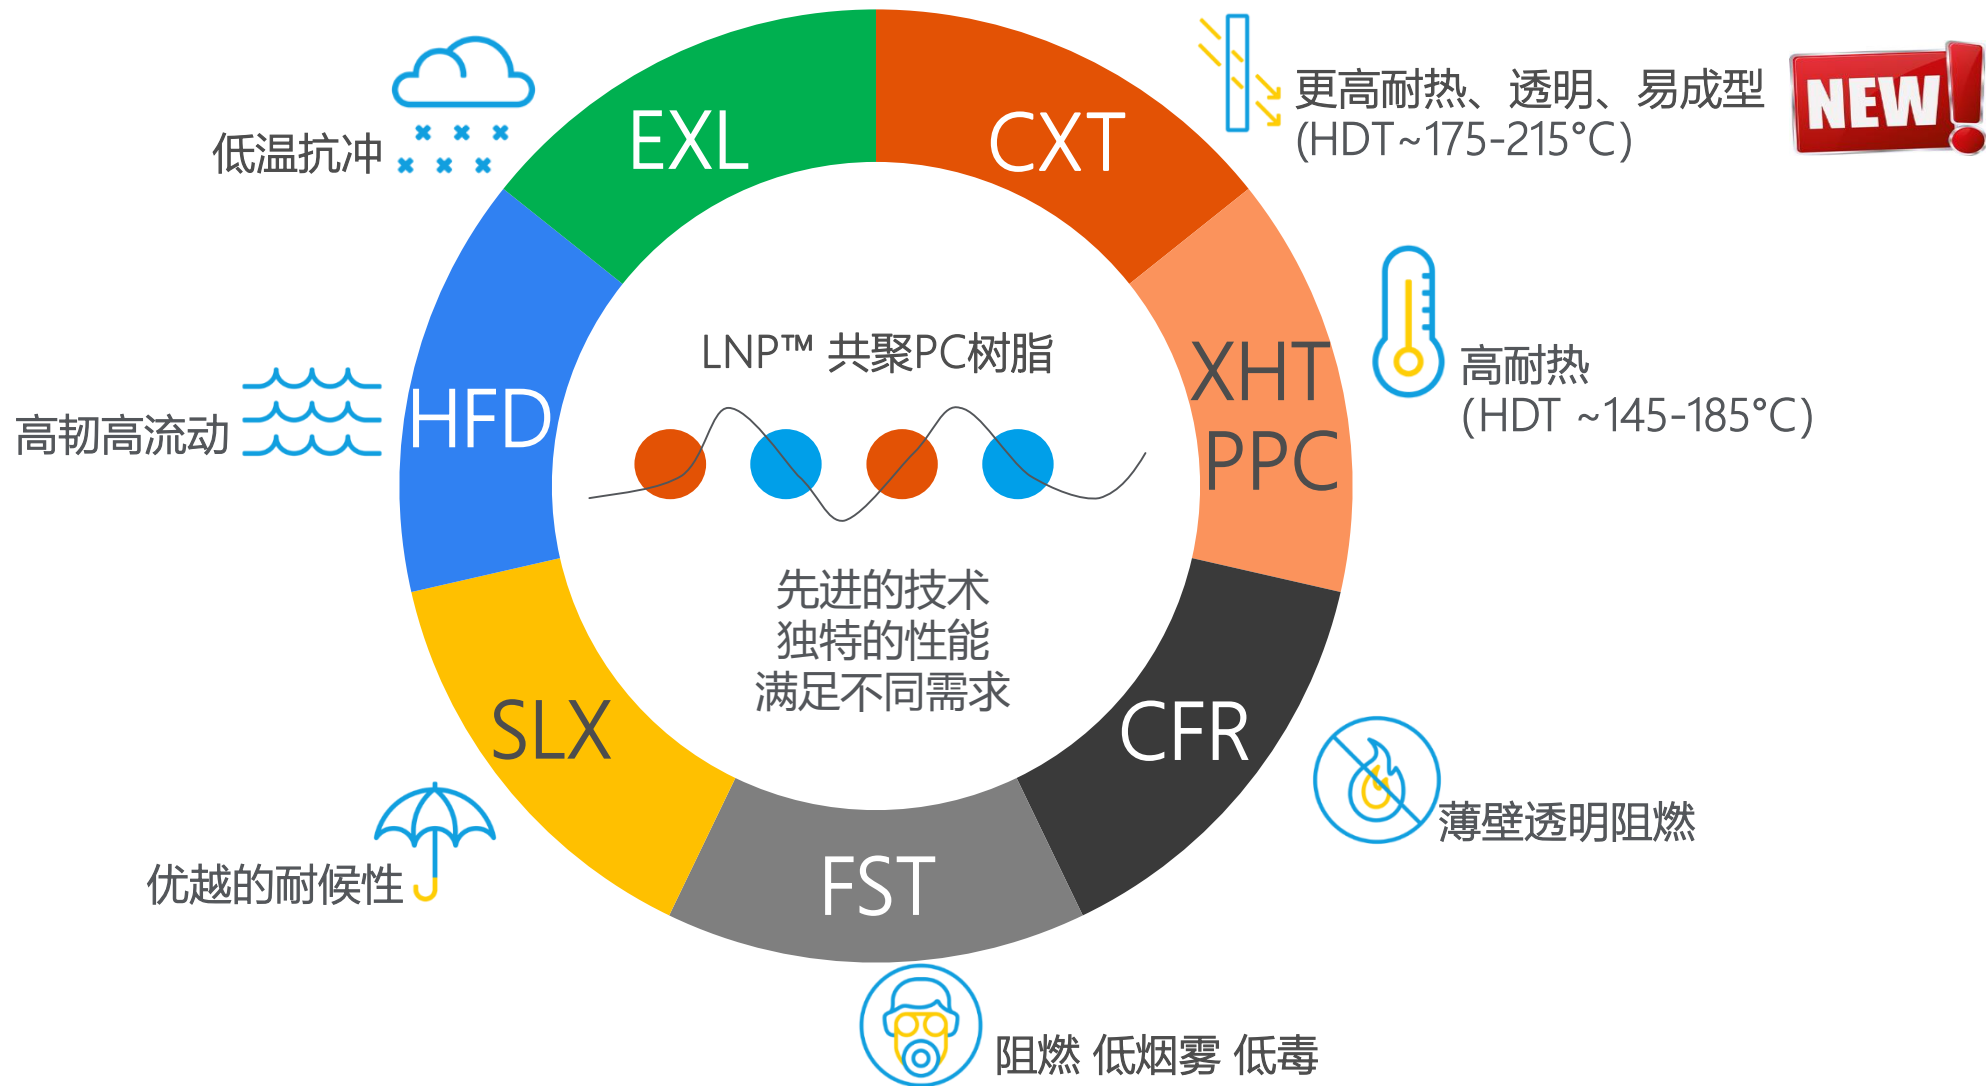 EXL
低温抗冲
CXT
更高耐热、透明、易成型
(HDT~175-215°C)
NEW!
XHT
PPC
高耐热
(HDT ~145-185°C)
HFD
高韧高流动
LNP™ 共聚PC树脂
先进的技术
独特的性能
满足不同需求
SLX
优越的耐候性
CFR
薄壁透明阻燃
FST
阻燃 低烟雾 低毒